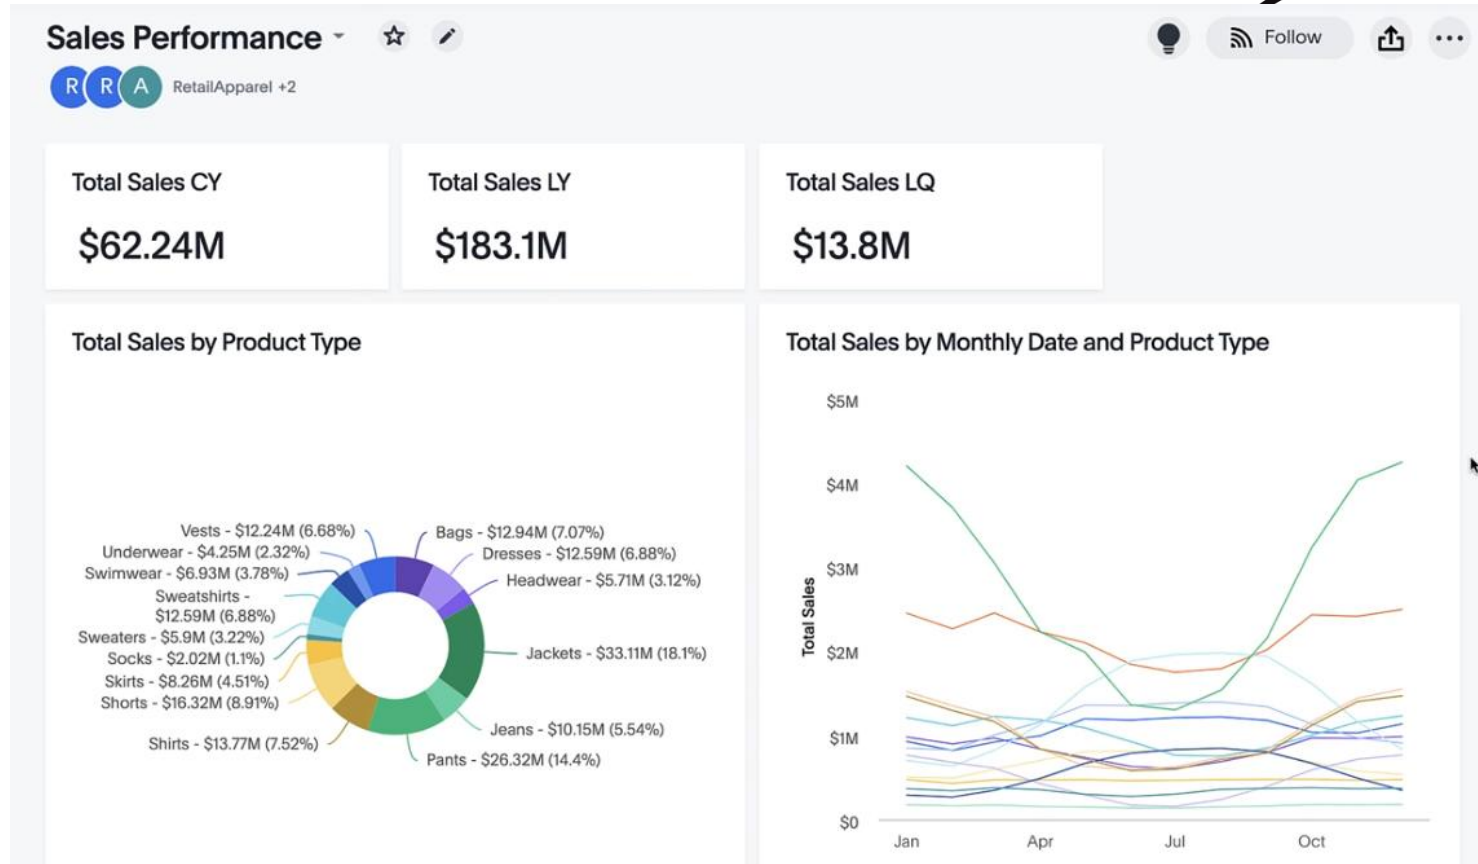 Sales Performance
Follow
R R A RetailApparel +2
Total Sales CY
$62.24M
Total Sales LY
$183.1M
Total Sales LQ
$13.8M
Total Sales by Product Type
Vests - $12.24M (6.68%)
Underwear - $4.25M (2.32%)
Swimwear - $6.93M (3.78%)
Sweatshirts -
$12.59M (6.88%)
Sweaters - $5.9M (3.22%)
Socks - $2.02M (1.1%)
Skirts - $8.26M (4.51%)
Shorts - $16.32M (8.91%)
Shirts - $13.77M (7.52%)
Bags - $12.94M (7.07%)
Dresses - $12.59M (6.88%)
Headwear - $5.71M (3.12%)
Jackets - $33.11M (18.1%)
Jeans - $10.15M (5.54%)
Pants - $26.32M (14.4%)
Total Sales by Monthly Date and Product Type
Total Sales
$5M
$4M
$3M
$2M
$1M
$0
Jan Apr Jul Oct